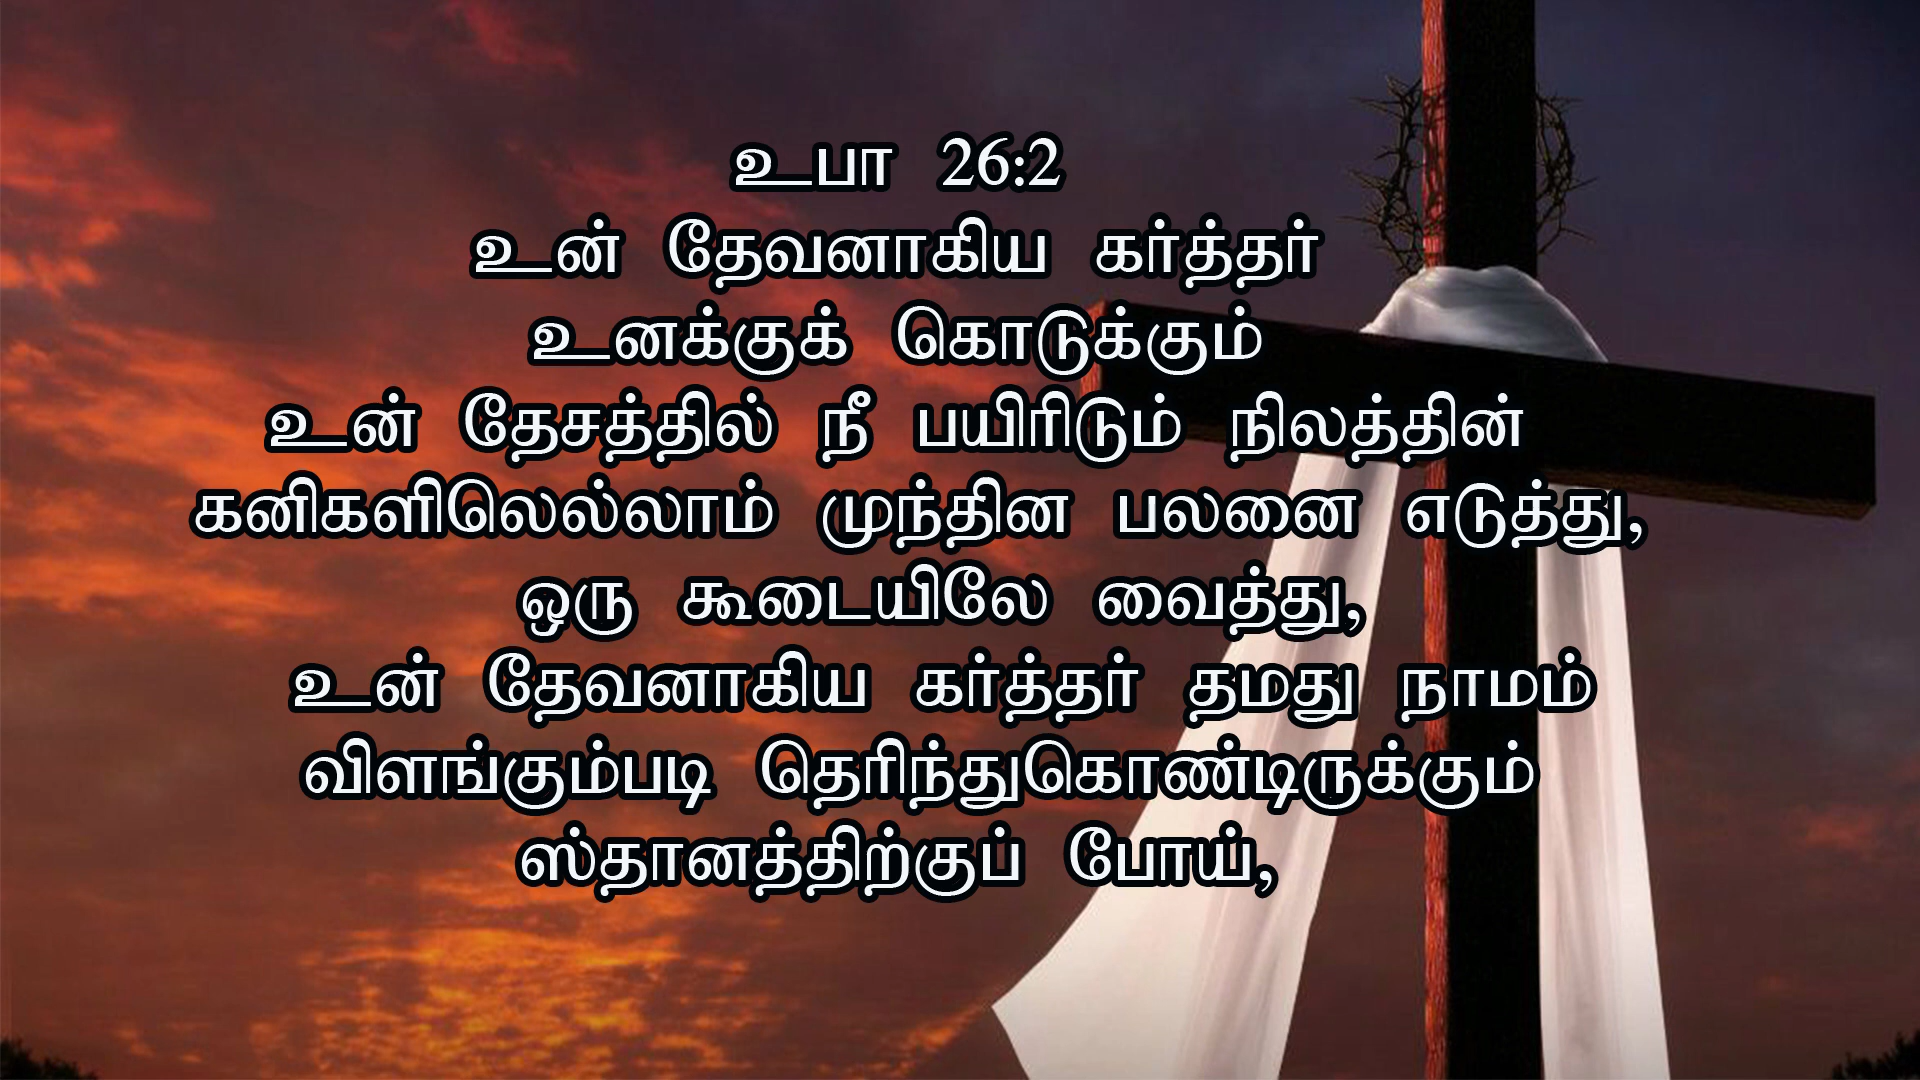 உபா 26:2
உன் தேவனாகிய கர்த்தர்
உனக்குக் கொடுக்கும்
உன் தேசத்தில் நீ பயிரிடும் நிலத்தின்
கனிகளிலெல்லாம் முந்தின பலனை எடுத்து,
ஒரு கூடையிலே வைத்து,
உன் தேவனாகிய கர்த்தர் தமது நாமம்
விளங்கும்படி தெரிந்துகொண்டிருக்கும்
ஸ்தானத்திற்குப் போய்,